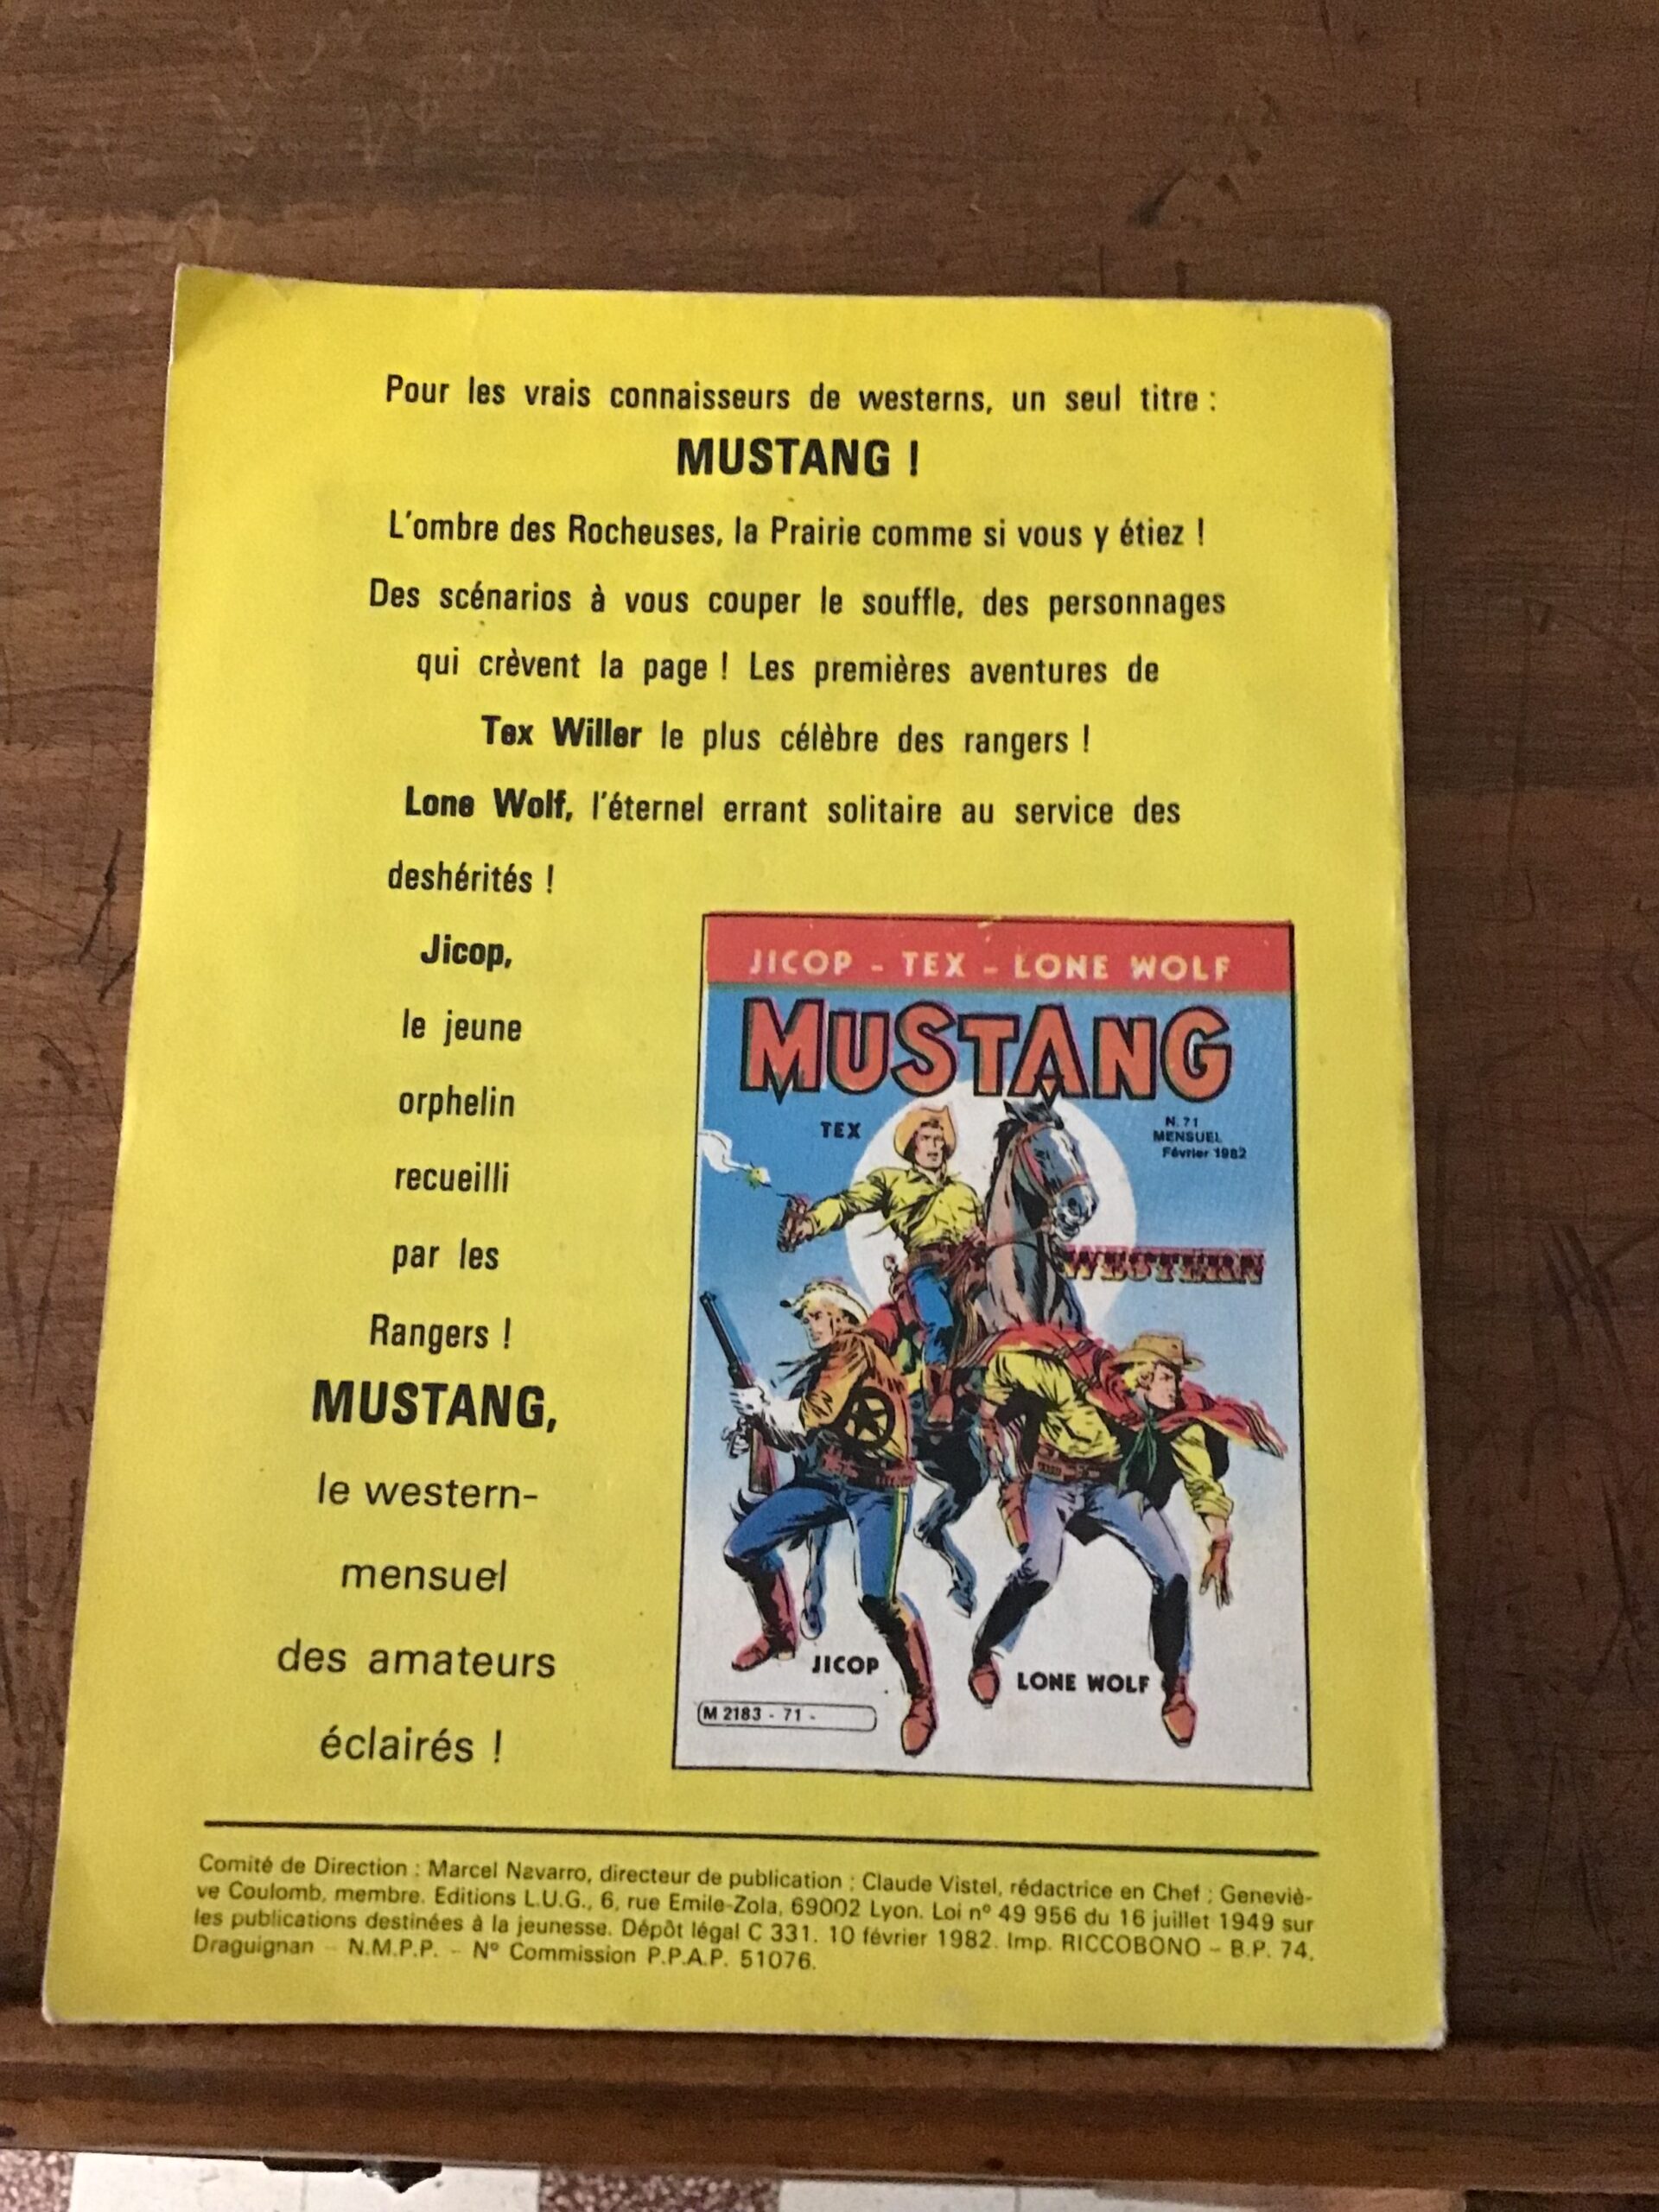 Pour les vrais connaisseurs de westerns, un seul titre :
MUSTANG !
L'ombre des Rocheuses, la Prairie comme si vous y étiez !
Des scénarios à vous couper le souffle, des personnages
qui crèvent la page ! Les premières aventures de
Tex Willer le plus célèbre des rangers !
Lone Wolf, l'éternel errant solitaire au service des
deshérités !
Jicop,
le jeune
orphelin
recueilli
par les
Rangers !
MUSTANG,
le western-
mensuel
des amateurs
éclairés !
JICOP - TEX - LONE WOLF
MUSTANG
TEX
N. 71
MENSUEL
Février 1982
WESTERN
JICOP
LONE WOLF
M 2183 - 71 -
Comité de Direction : Marcel Navarro, directeur de publication : Claude Vistel, rédactrice en Chef : Geneviè-
ve Coulomb, membre. Editions L.U.G., 6, rue Emile-Zola, 69002 Lyon. Loi nº 49 956 du 16 juillet 1949 sur
les publications destinées à la jeunesse. Dépôt légal C 331. 10 février 1982. Imp. RICCOBONO - B.P. 74,
Draguignan - N.M.P.P. - Nº Commission P.P.A.P. 51076.